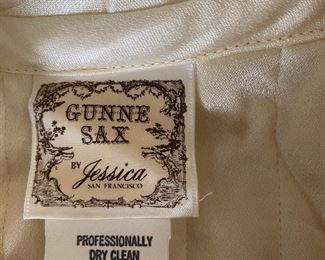 GUNNE
SAX
BY Jessica
SAN FRANCISCO
PROFESSIONALLY
DRY CLEAN